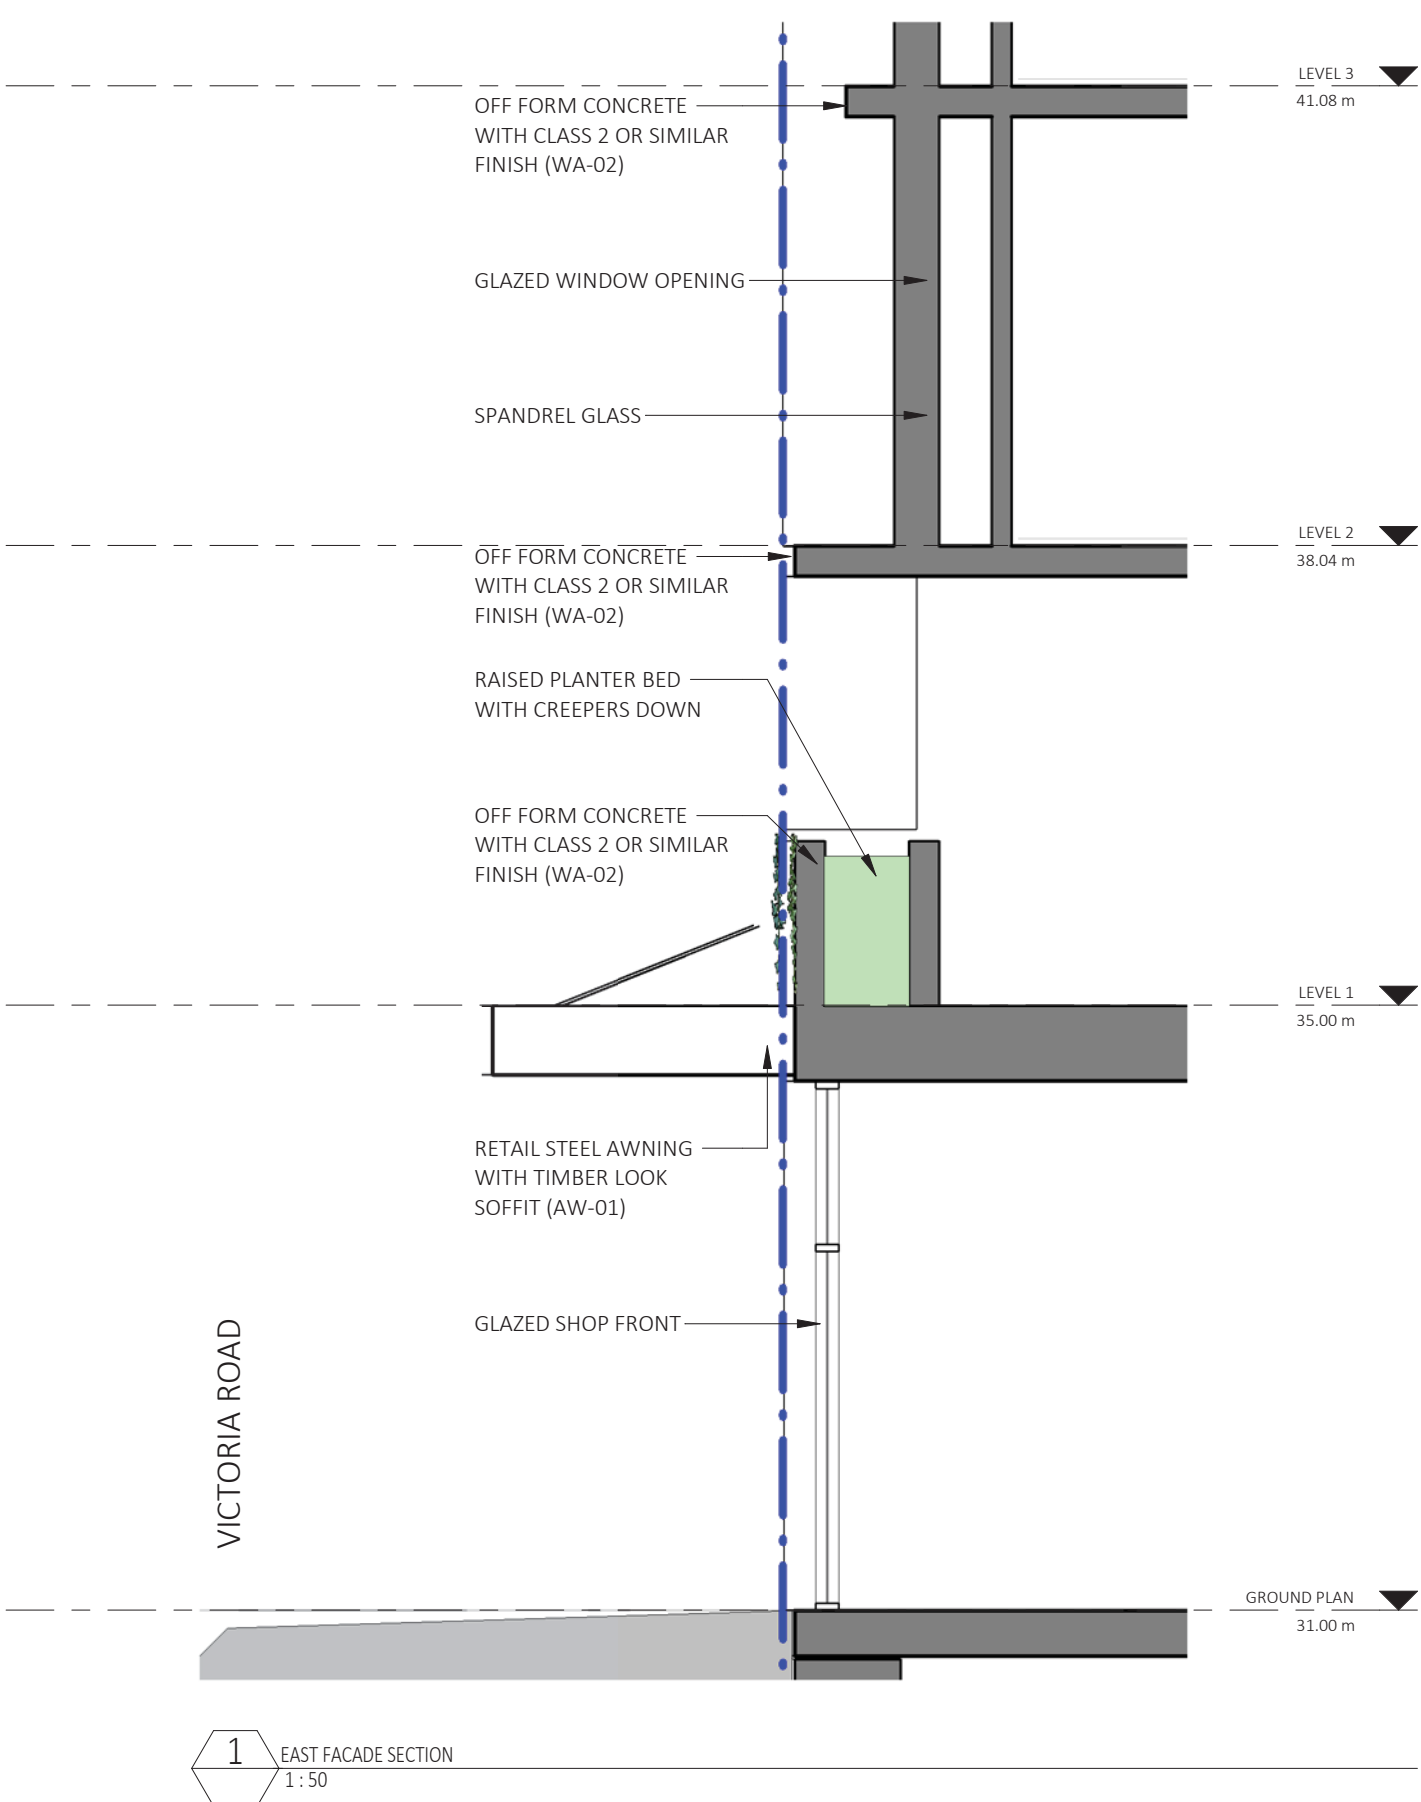 LEVEL 3
41.08 m
OFF FORM CONCRETE
WITH CLASS 2 OR SIMILAR
FINISH (WA-02)
GLAZED WINDOW OPENING
SPANDREL GLASS
LEVEL 2
38.04 m
OFF FORM CONCRETE
WITH CLASS 2 OR SIMILAR
FINISH (WA-02)
RAISED PLANTER BED
WITH CREEPERS DOWN
OFF FORM CONCRETE
WITH CLASS 2 OR SIMILAR
FINISH (WA-02)
LEVEL 1
35.00 m
RETAIL STEEL AWNING
WITH TIMBER LOOK
SOFFIT (AW-01)
GLAZED SHOP FRONT
VICTORIA ROAD
GROUND PLAN
31.00 m
1
EAST FACADE SECTION
1 : 50